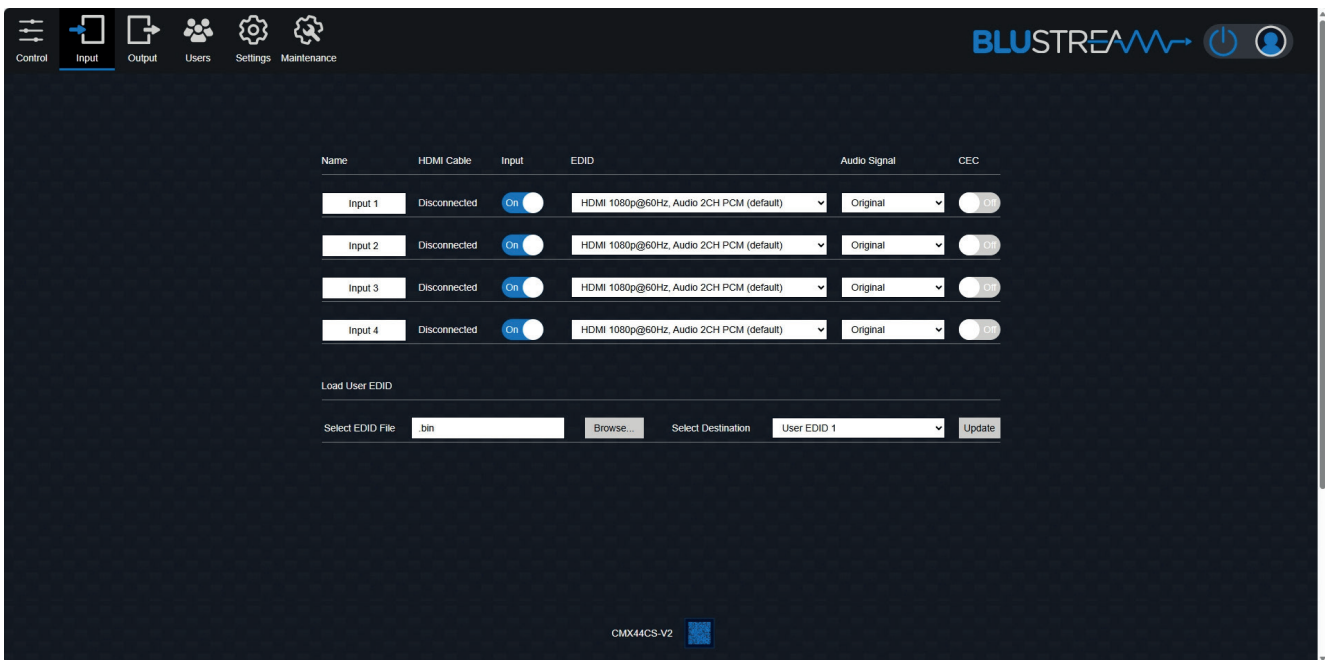 Control Input Output Users Settings Maintenance BLUSTREAM
Name HDMI Cable Input EDID Audio Signal CEC
Input 1 Disconnected On HDMI 1080p@60Hz, Audio 2CH PCM (default) Original Off
Input 2 Disconnected On HDMI 1080p@60Hz, Audio 2CH PCM (default) Original Off
Input 3 Disconnected On HDMI 1080p@60Hz, Audio 2CH PCM (default) Original Off
Input 4 Disconnected On HDMI 1080p@60Hz, Audio 2CH PCM (default) Original Off
Load User EDID
Select EDID File .bin Browse... Select Destination User EDID 1 Update
CMX44CS-V2